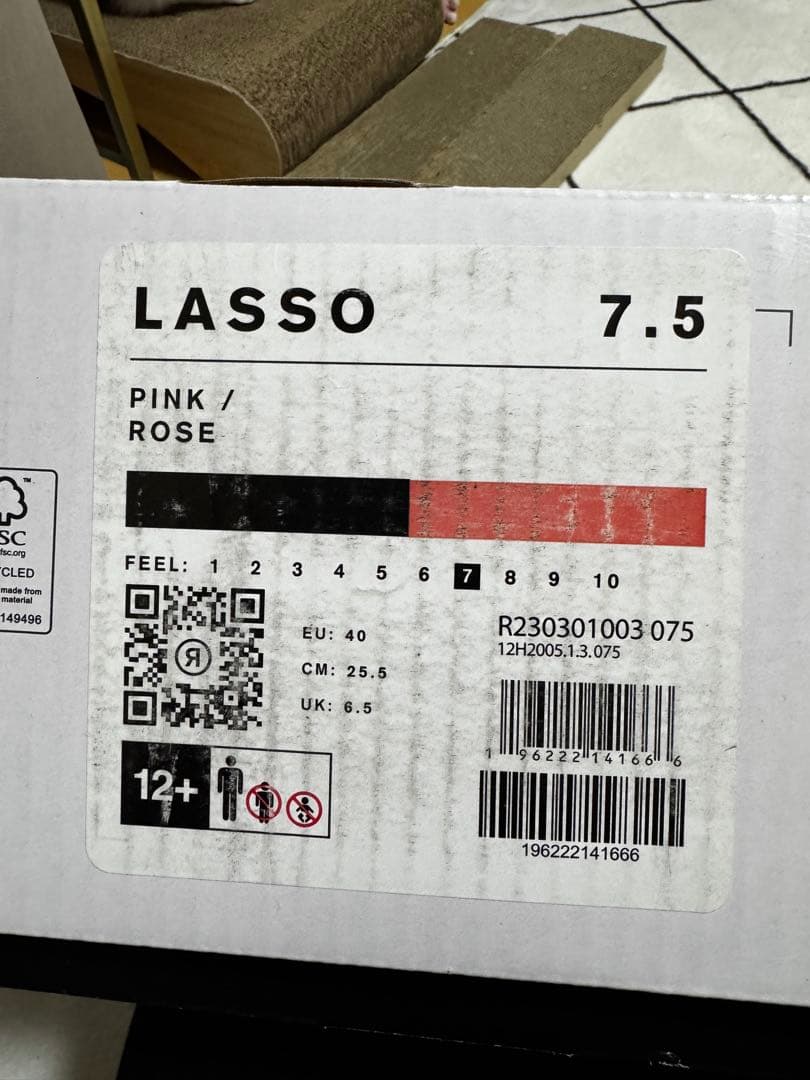 LASSO 7.5
PINK /
ROSE
FEEL: 1 2 3 4 5 6 7 8 9 10
EU: 40
CM: 25.5
UK: 6.5
R230301003 075
12H2005.1.3.075
1 96222 14166 6
196222141666
12+
TM
SC
fsc.org
CLED
made from
material
149496